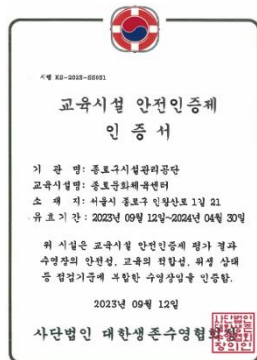 시행 KS-2023-SS031
교육시설 안전인증제
인 증 서
기 관 명: 종로구시설관리공단
교육시설명: 종로문화체육센터
소 재 지: 서울시 종로구 인왕산로 1길 21
유효기간: 2023년 09월 12일~2024년 04월 30일
위 시설은 교육시설 안전인증제 평가 결과
수영장의 안전성, 교육의 적합성, 위생 상태
등 점검기준에 부합한 수영장임을 인증함.
2023년 09월 12일
사단법인 대한생존수영협회장